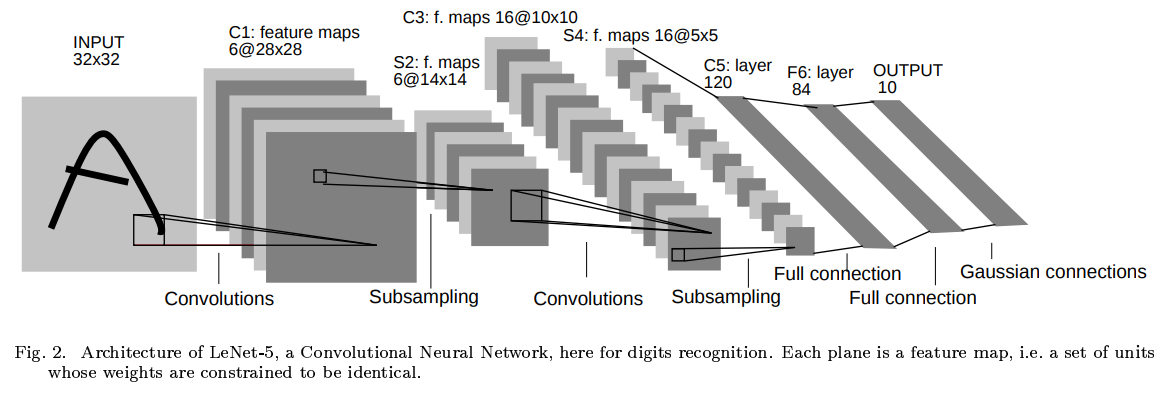 INPUT
32x32
C1: feature maps
6@28x28
S2: f. maps
6@14x14
C3: f. maps 16@10x10
S4: f. maps 16@5x5
C5: layer
120
F6: layer
84
OUTPUT
10
Convolutions
Subsampling
Convolutions
Subsampling
Full connection
Full connection
Gaussian connections
Fig. 2. Architecture of LeNet-5, a Convolutional Neural Network, here for digits recognition. Each plane is a feature map, i.e. a set of units
whose weights are constrained to be identical.